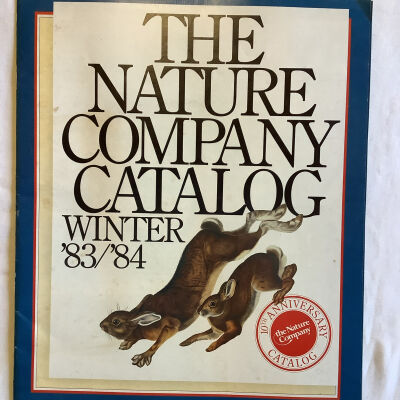 THE
NATURE
COMPANY
CATALOG
WINTER
'83/'84
10TH ANNIVERSARY
the Nature
Company
CATALOG